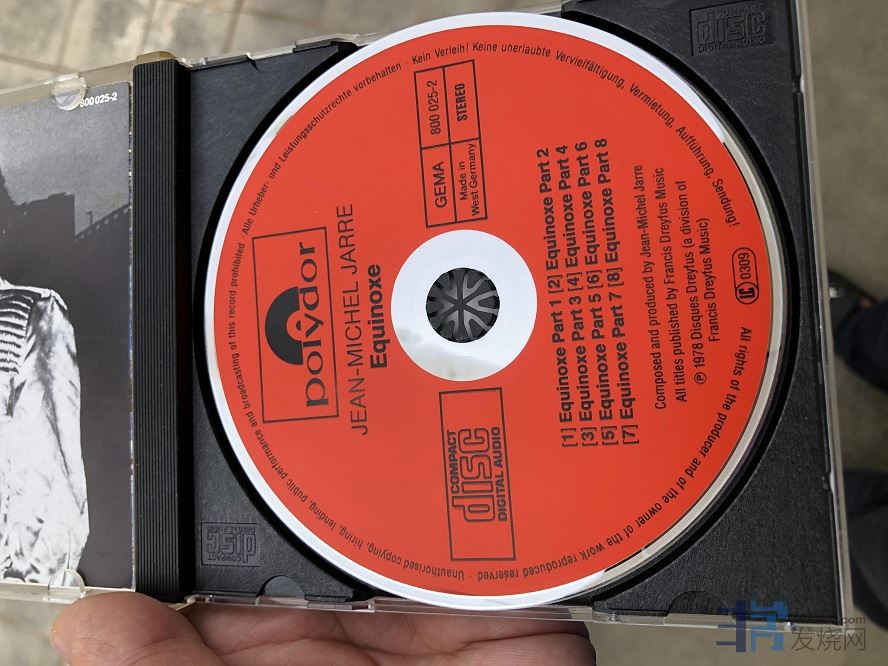 800 025-2
COMPACT
disc
DIGITAL AUDIO
COMPACT
disc
DIGITAL AUDIO
polydor
JEAN-MICHEL JARRE
Equinoxe
COMPACT
disc
DIGITAL AUDIO
GEMA
800 025-2
Made in
West Germany
STEREO
[1] Equinoxe Part 1 [2] Equinoxe Part 2
[3] Equinoxe Part 3 [4] Equinoxe Part 4
[5] Equinoxe Part 5 [6] Equinoxe Part 6
[7] Equinoxe Part 7 [8] Equinoxe Part 8
Composed and produced by Jean-Michel Jarre
All titles published by Francis Dreyfus Music
℗ 1978 Disques Dreyfus (a division of
Francis Dreyfus Music)
LC 0309
All rights of the producer and of the owner of the work reproduced reserved · Unauthorised copying, hiring, lending, public performance and broadcasting of this record prohibited · Alle Urheber- und Leistungsschutzrechte vorbehalten · Kein Verleih! Keine unerlaubte Vervielfältigung, Vermietung, Aufführung, Sendung!
发烧网